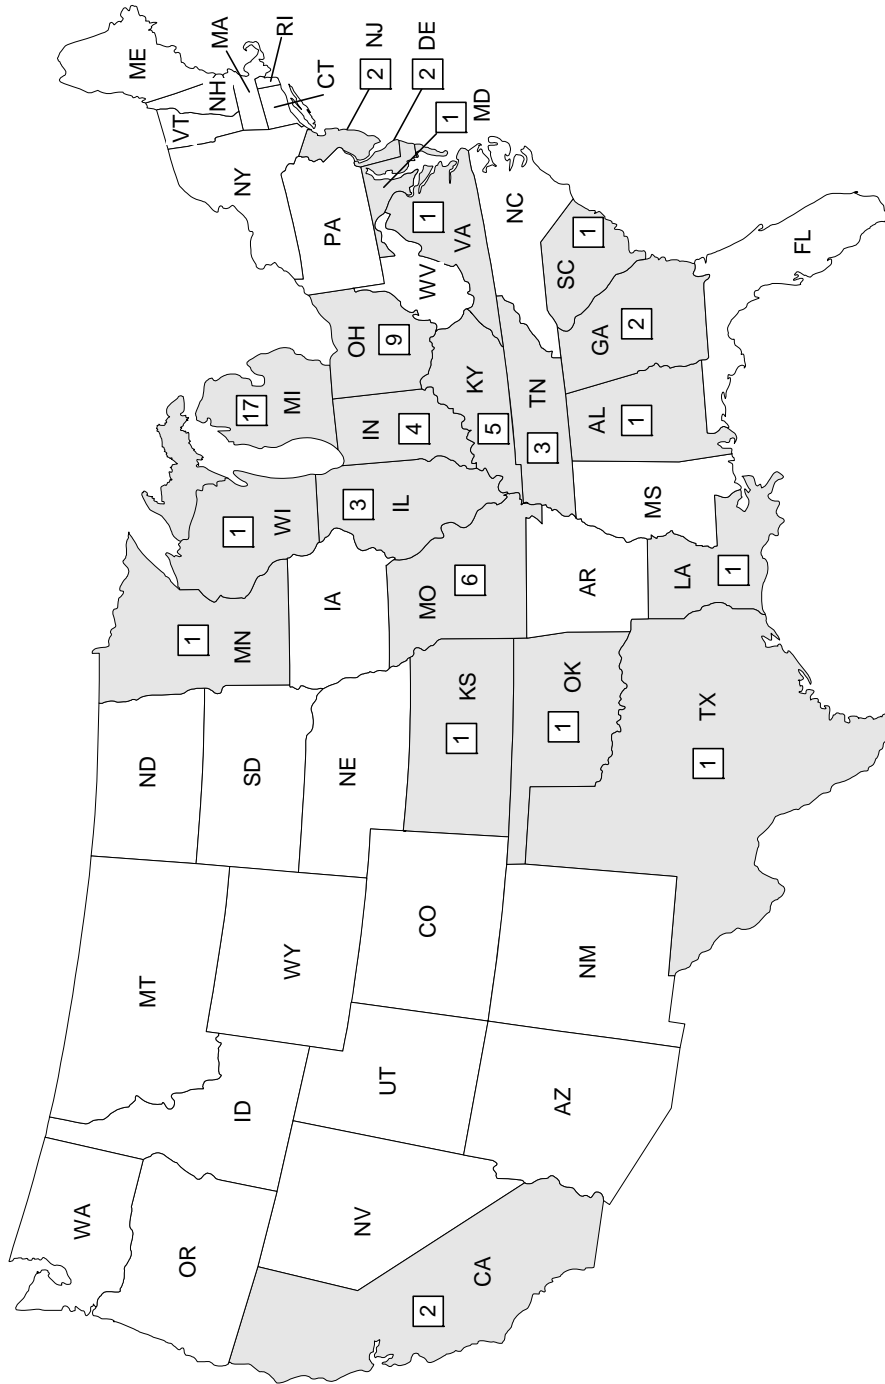 WA
OR
CA
2
NV
ID
MT
WY
UT
AZ
CO
NM
ND
SD
NE
KS
1
OK
1
TX
1
MN
1
IA
MO
6
AR
LA
1
WI
1
IL
3
MS
MI
17
IN
4
OH
9
KY
5
TN
3
AL
1
GA
2
FL
SC
1
NC
VA
1
WV
PA
NY
VT
NH
ME
MA
RI
CT
2
NJ
2
DE
1
MD